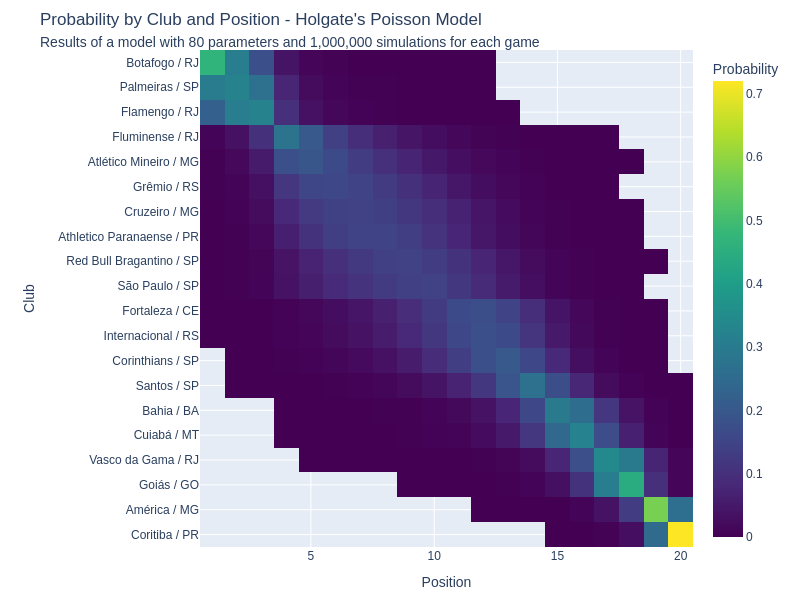 Probability by Club and Position - Holgate's Poisson Model
Results of a model with 80 parameters and 1,000,000 simulations for each game
Probability
Botafogo / RJ
Palmeiras / SP
Flamengo / RJ
Fluminense / RJ
Atlético Mineiro / MG
Grêmio / RS
Cruzeiro / MG
Athletico Paranaense / PR
Red Bull Bragantino / SP
São Paulo / SP
Fortaleza / CE
Internacional / RS
Corinthians / SP
Santos / SP
Bahia / BA
Cuiabá / MT
Vasco da Gama / RJ
Goiás / GO
América / MG
Coritiba / PR
Club
5
10
15
20
Position
0.7
0.6
0.5
0.4
0.3
0.2
0.1
0